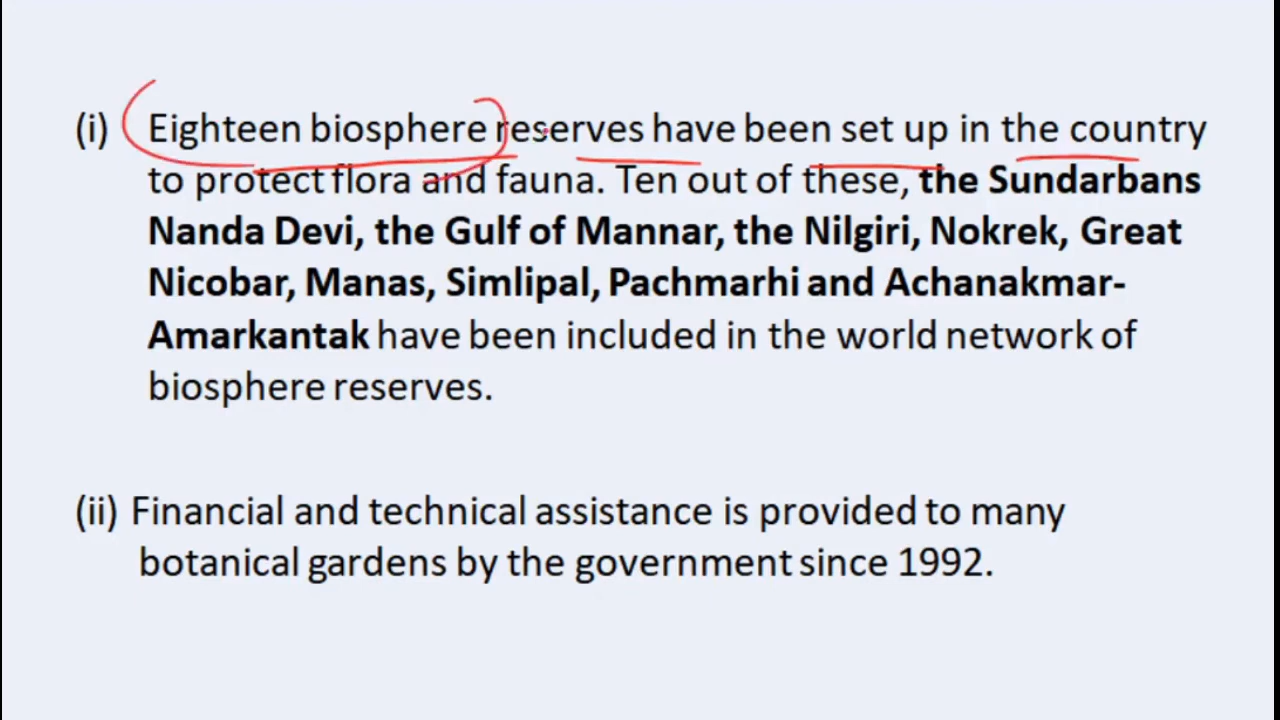 (i) Eighteen biosphere reserves have been set up in the country
to protect flora and fauna. Ten out of these, the Sundarbans
Nanda Devi, the Gulf of Mannar, the Nilgiri, Nokrek, Great
Nicobar, Manas, Simlipal, Pachmarhi and Achanakmar-
Amarkantak have been included in the world network of
biosphere reserves.
(ii) Financial and technical assistance is provided to many
botanical gardens by the government since 1992.